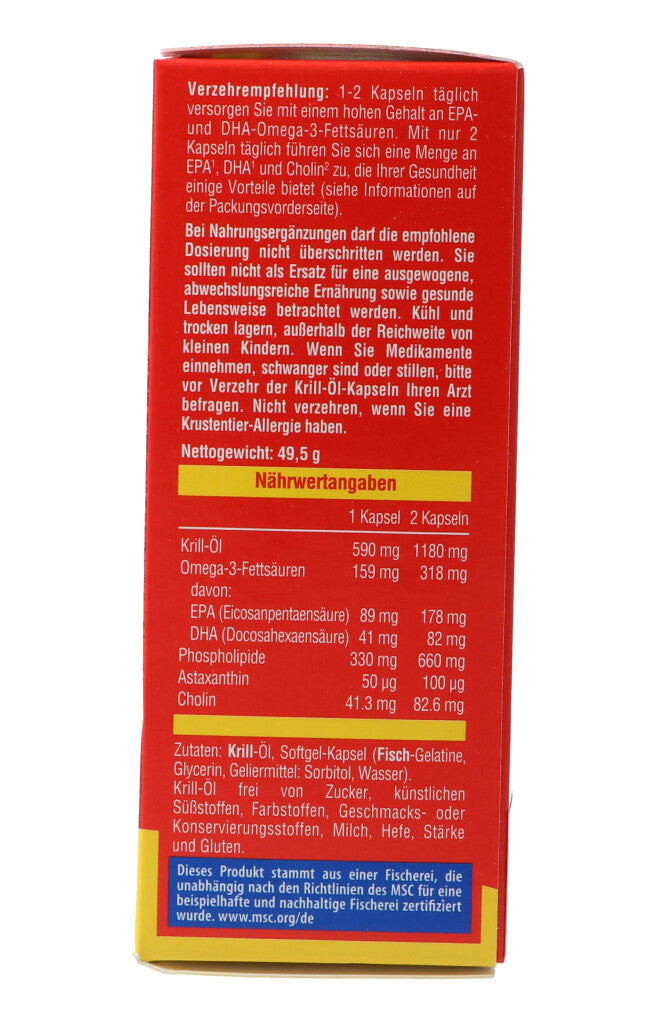 Verzehrempfehlung: 1-2 Kapseln täglich
versorgen Sie mit einem hohen Gehalt an EPA-
und DHA-Omega-3-Fettsäuren. Mit nur 2
Kapseln täglich führen Sie sich eine Menge an
EPA¹, DHA¹ und Cholin² zu, die Ihrer Gesundheit
einige Vorteile bietet (siehe Informationen auf
der Packungsvorderseite).
Bei Nahrungsergänzungen darf die empfohlene
Dosierung nicht überschritten werden. Sie
sollten nicht als Ersatz für eine ausgewogene,
abwechslungsreiche Ernährung sowie gesunde
Lebensweise betrachtet werden. Kühl und
trocken lagern, außerhalb der Reichweite von
kleinen Kindern. Wenn Sie Medikamente
einnehmen, schwanger sind oder stillen, bitte
vor Verzehr der Krill-Öl-Kapseln Ihren Arzt
befragen. Nicht verzehren, wenn Sie eine
Krustentier-Allergie haben.
Nettogewicht: 49,5 g
Nährwertangaben
1 Kapsel 2 Kapseln
Krill-Öl 590 mg 1180 mg
Omega-3-Fettsäuren 159 mg 318 mg
davon:
EPA (Eicosanpentaensäure) 89 mg 178 mg
DHA (Docosahexaensäure) 41 mg 82 mg
Phospholipide 330 mg 660 mg
Astaxanthin 50 µg 100 µg
Cholin 41.3 mg 82.6 mg
Zutaten: Krill-Öl, Softgel-Kapsel (Fisch-Gelatine,
Glycerin, Geliermittel: Sorbitol, Wasser).
Krill-Öl frei von Zucker, künstlichen
Süßstoffen, Farbstoffen, Geschmacks- oder
Konservierungsstoffen, Milch, Hefe, Stärke
und Gluten.
Dieses Produkt stammt aus einer Fischerei, die
unabhängig nach den Richtlinien des MSC für eine
beispielhafte und nachhaltige Fischerei zertifiziert
wurde. www.msc.org/de